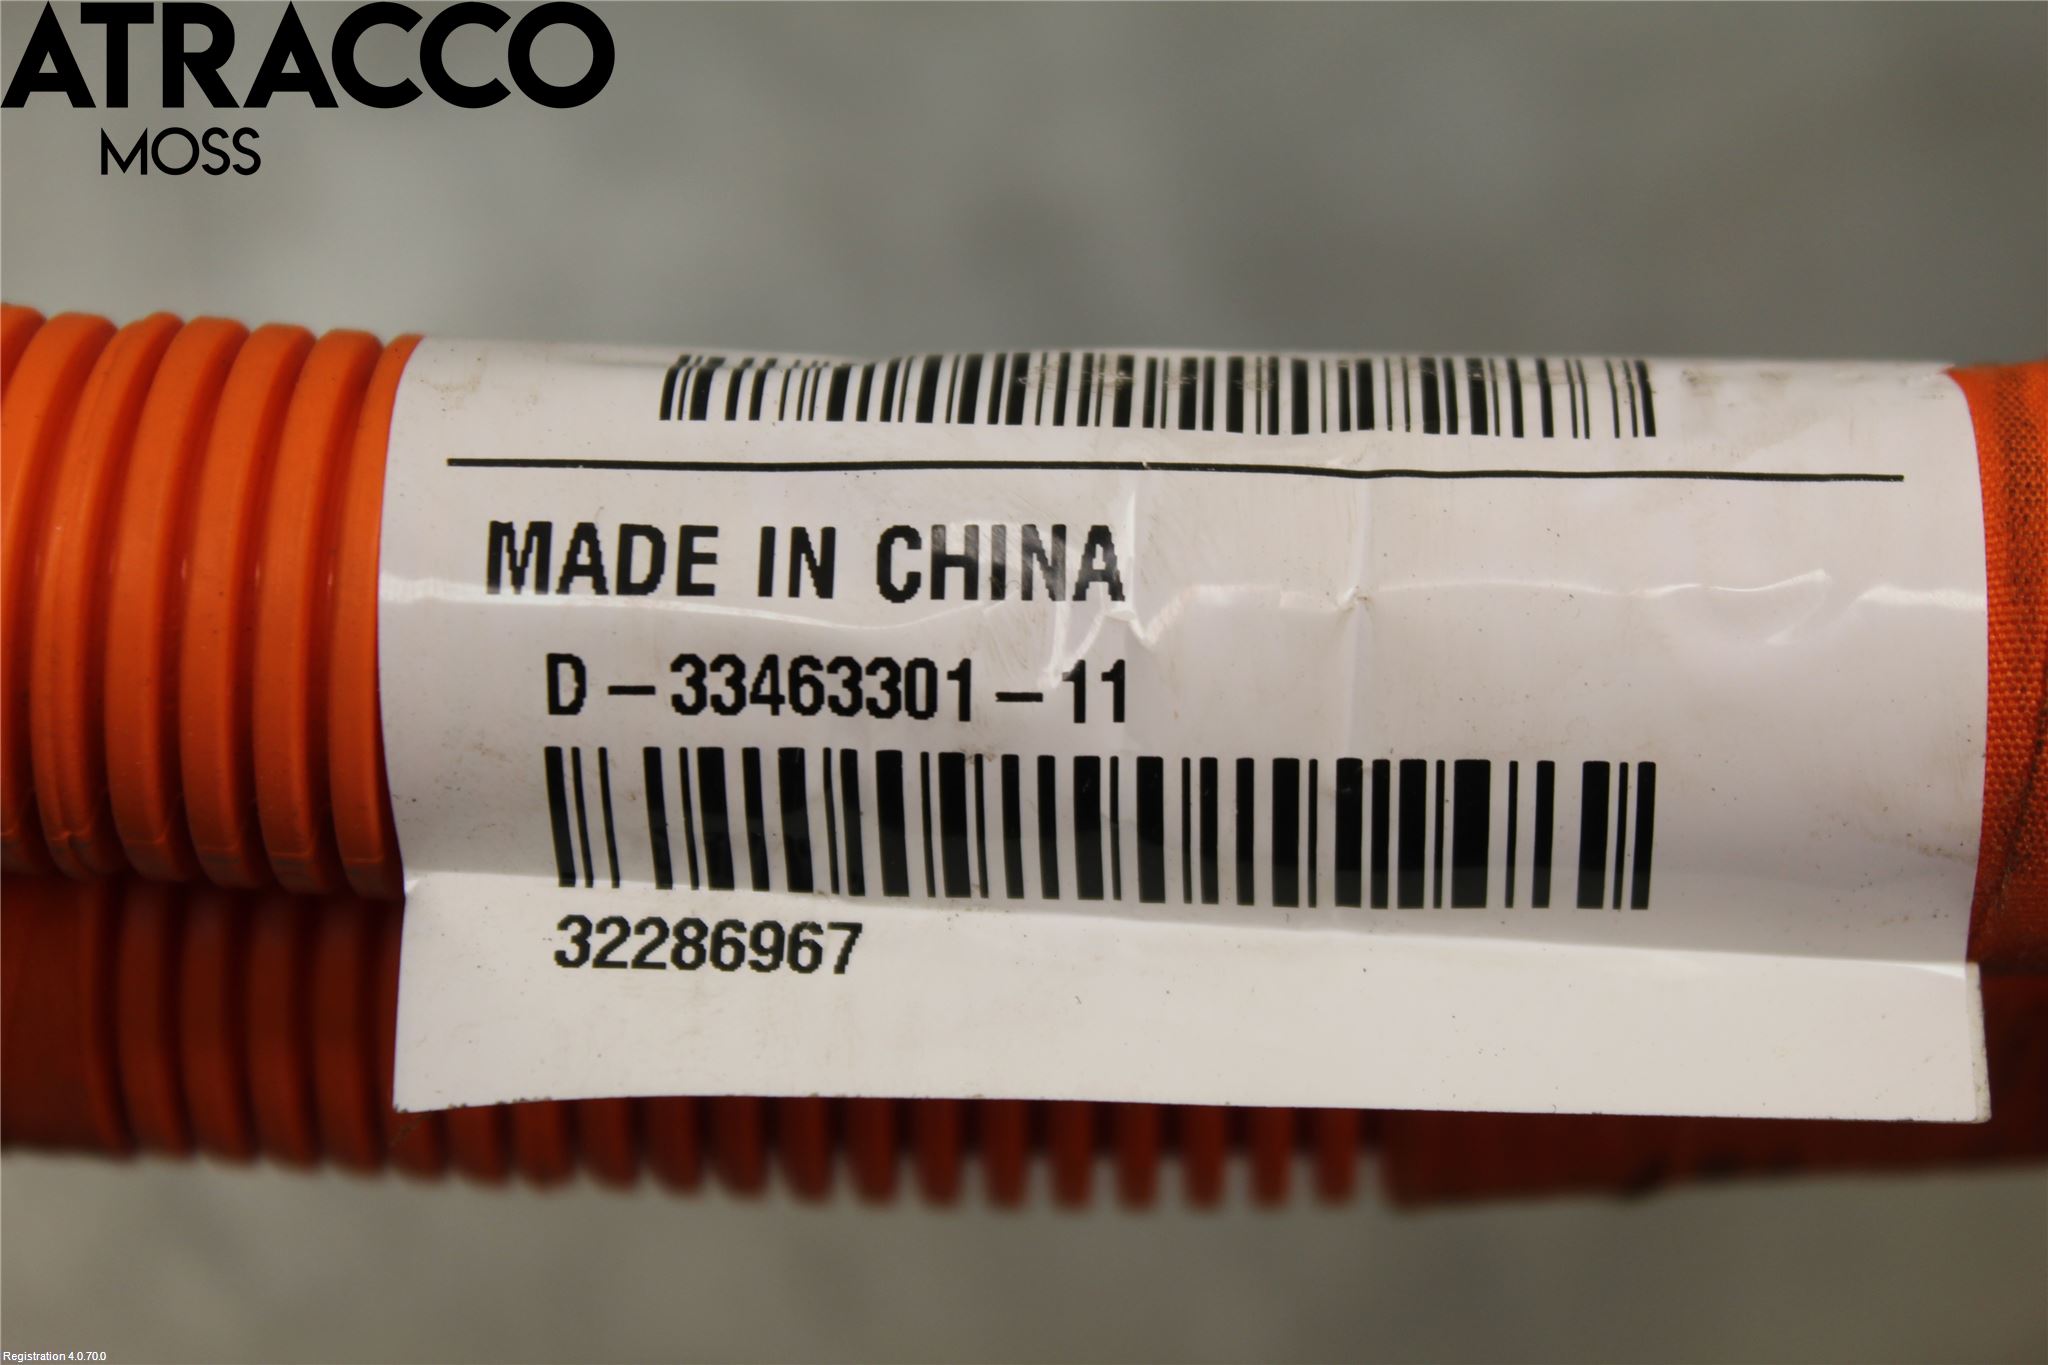 ATRACCO
MOSS
MADE IN CHINA
D-33463301-11
32286967
Registration 4.0.70.0